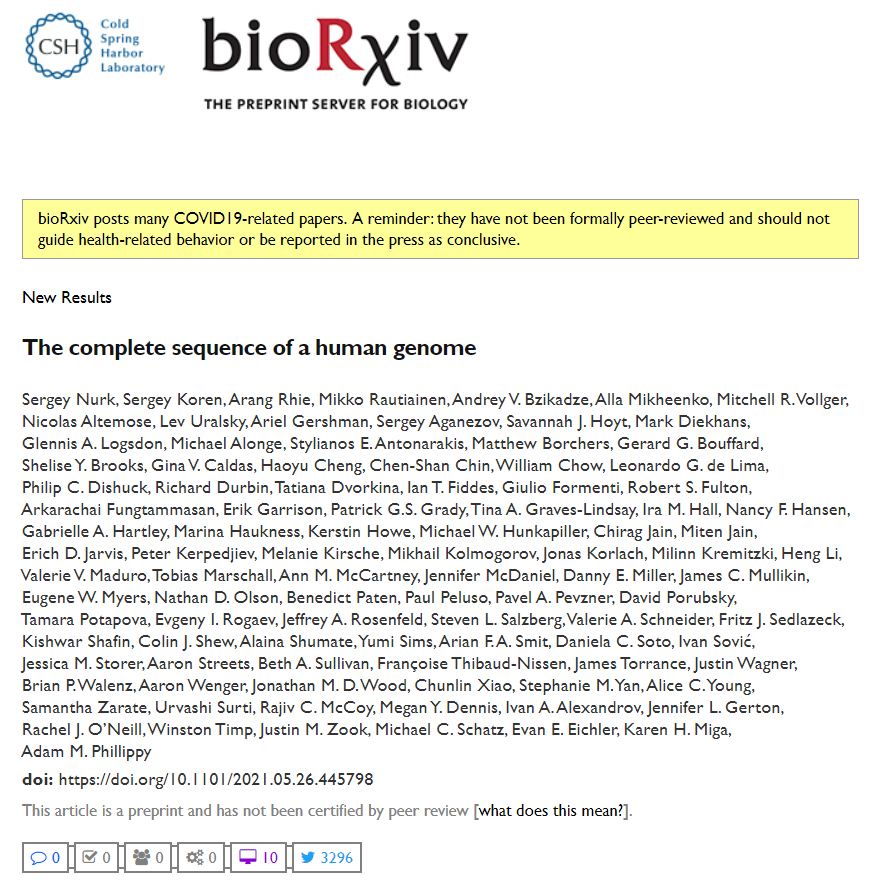 CSH
Cold
Spring
Harbor
Laboratory
bioRχiv
THE PREPRINT SERVER FOR BIOLOGY
bioRxiv posts many COVID19-related papers. A reminder: they have not been formally peer-reviewed and should not
guide health-related behavior or be reported in the press as conclusive.
New Results
The complete sequence of a human genome
Sergey Nurk, Sergey Koren, Arang Rhie, Mikko Rautiainen, Andrey V. Bzikadze, Alla Mikheenko, Mitchell R. Vollger,
Nicolas Altemose, Lev Uralsky, Ariel Gershman, Sergey Aganezov, Savannah J. Hoyt, Mark Diekhans,
Glennis A. Logsdon, Michael Alonge, Stylianos E. Antonarakis, Matthew Borchers, Gerard G. Bouffard,
Shelise Y. Brooks, Gina V. Caldas, Haoyu Cheng, Chen-Shan Chin, William Chow, Leonardo G. de Lima,
Philip C. Dishuck, Richard Durbin, Tatiana Dvorkina, Ian T. Fiddes, Giulio Formenti, Robert S. Fulton,
Arkarachai Fungtammasan, Erik Garrison, Patrick G.S. Grady, Tina A. Graves-Lindsay, Ira M. Hall, Nancy F. Hansen,
Gabrielle A. Hartley, Marina Haukness, Kerstin Howe, Michael W. Hunkapiller, Chirag Jain, Miten Jain,
Erich D. Jarvis, Peter Kerpedjiev, Melanie Kirsche, Mikhail Kolmogorov, Jonas Korlach, Milinn Kremitzki, Heng Li,
Valerie V. Maduro, Tobias Marschall, Ann M. McCartney, Jennifer McDaniel, Danny E. Miller, James C. Mullikin,
Eugene W. Myers, Nathan D. Olson, Benedict Paten, Paul Peluso, Pavel A. Pevzner, David Porubsky,
Tamara Potapova, Evgeny I. Rogaev, Jeffrey A. Rosenfeld, Steven L. Salzberg, Valerie A. Schneider, Fritz J. Sedlazeck,
Kishwar Shafin, Colin J. Shew, Alaina Shumate, Yumi Sims, Arian F. A. Smit, Daniela C. Soto, Ivan Sović,
Jessica M. Storer, Aaron Streets, Beth A. Sullivan, Françoise Thibaud-Nissen, James Torrance, Justin Wagner,
Brian P. Walenz, Aaron Wenger, Jonathan M. D. Wood, Chunlin Xiao, Stephanie M. Yan, Alice C. Young,
Samantha Zarate, Urvashi Surti, Rajiv C. McCoy, Megan Y. Dennis, Ivan A. Alexandrov, Jennifer L. Gerton,
Rachel J. O’Neill, Winston Timp, Justin M. Zook, Michael C. Schatz, Evan E. Eichler, Karen H. Miga,
Adam M. Phillippy
doi: https://doi.org/10.1101/2021.05.26.445798
This article is a preprint and has not been certified by peer review [what does this mean?].
0 0 0 0 10 3296